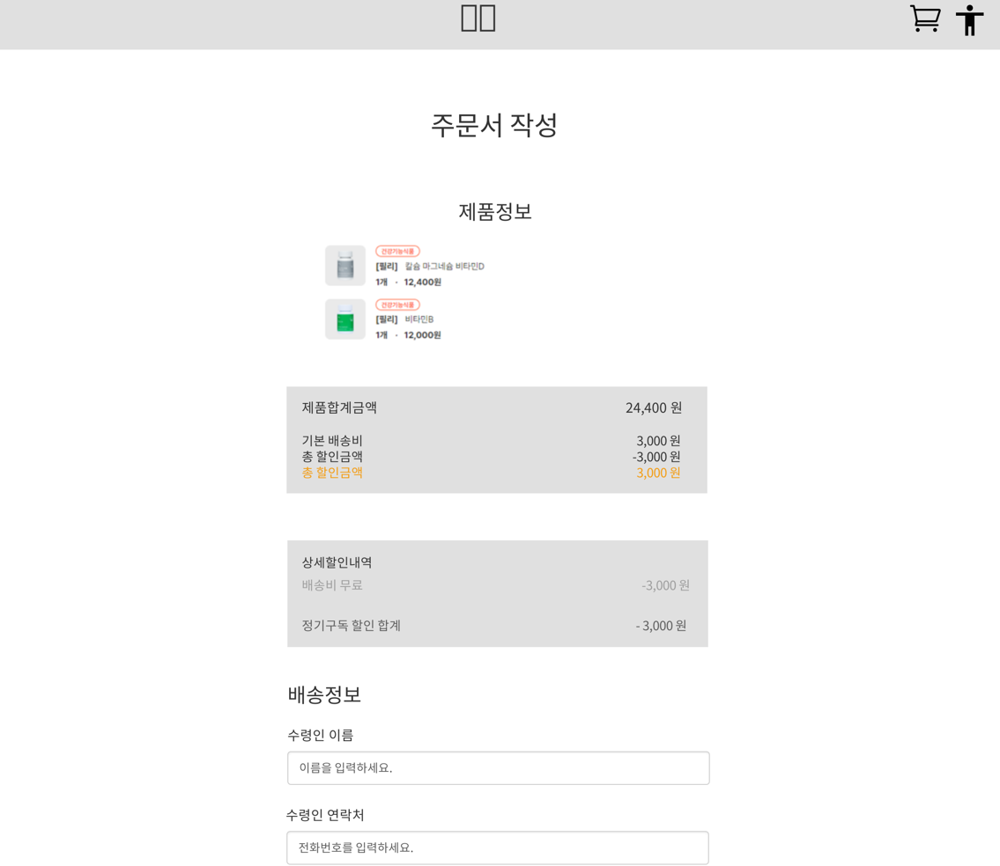 주문서 작성
제품정보
건강기능식품
[필리] 칼슘 마그네슘 비타민D
1개 · 12,400원
건강기능식품
[필리] 비타민B
1개 · 12,000원
제품합계금액 24,400 원
기본 배송비 3,000 원
총 할인금액 -3,000 원
총 할인금액 3,000 원
상세할인내역
배송비 무료 -3,000 원
정기구독 할인 합계 - 3,000 원
배송정보
수령인 이름
이름을 입력하세요.
수령인 연락처
전화번호를 입력하세요.